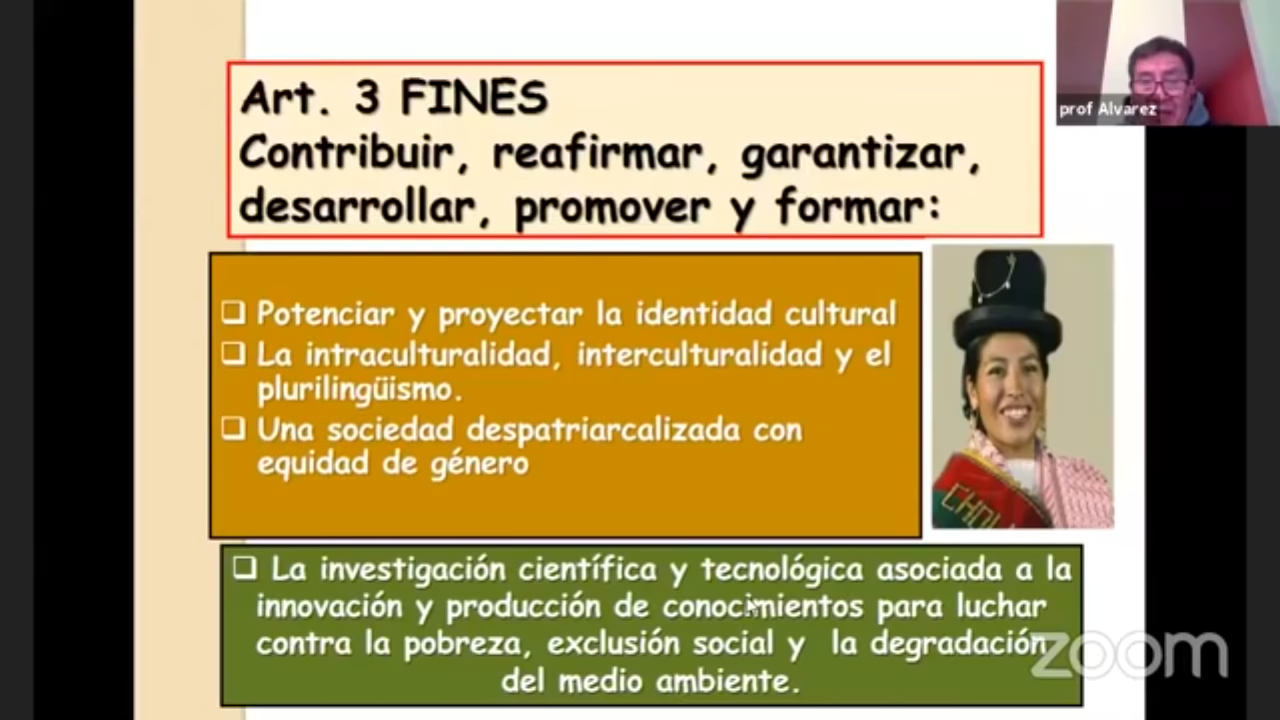 Art. 3 FINES
Contribuir, reafirmar, garantizar,
desarrollar, promover y formar:
prof Alvarez
Potenciar y proyectar la identidad cultural
La intraculturalidad, interculturalidad y el
plurilingüismo.
Una sociedad despatriarcalizada con
equidad de género
CHOL
La investigación científica y tecnológica asociada a la
innovación y producción de conocimientos para luchar
contra la pobreza, exclusión social y la degradación
del medio ambiente.
zoom